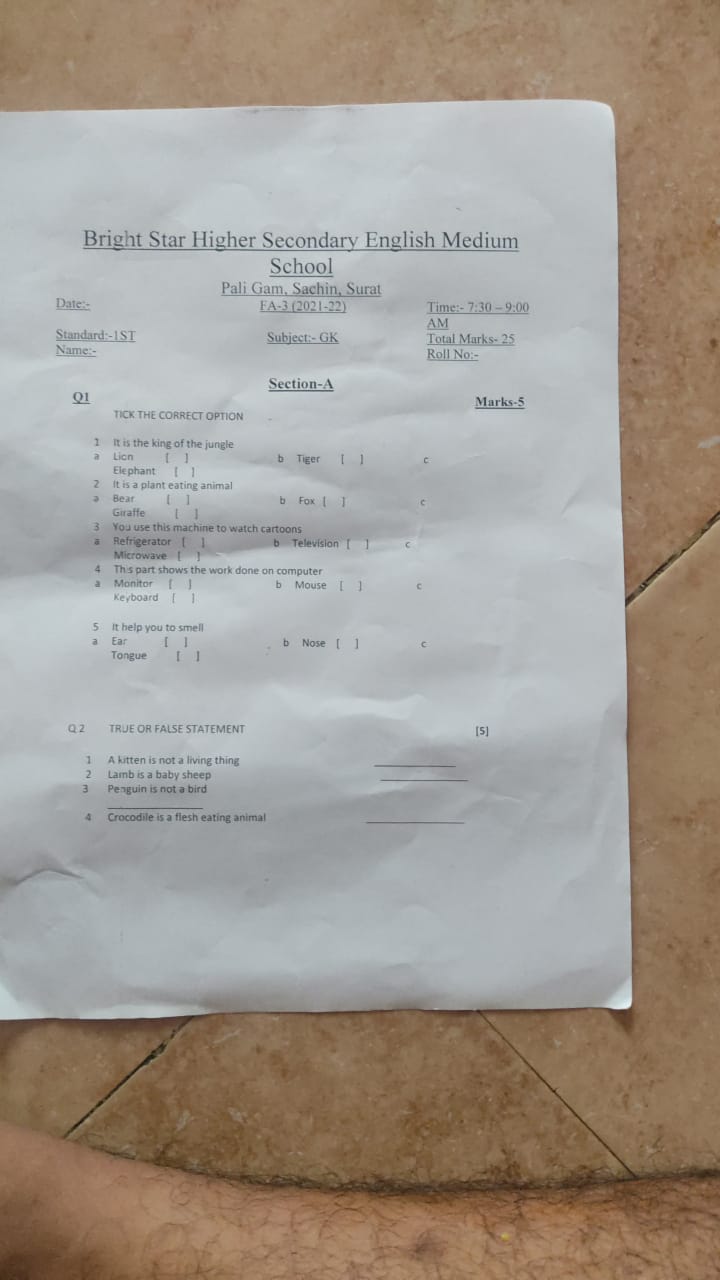 Bright Star Higher Secondary English Medium
School
Pali Gam, Sachin, Surat
Date:- FA-3 (2021-22) Time:- 7:30 – 9:00
AM
Standard:-1ST Subject:- GK Total Marks- 25
Name:- Roll No:-
Section-A
Q1 Marks-5
TICK THE CORRECT OPTION
1 It is the king of the jungle
a Lion [ ] b Tiger [ ] c
Elephant [ ]
2 It is a plant eating animal
a Bear [ ] b Fox [ ] c
Giraffe [ ]
3 You use this machine to watch cartoons
a Refrigerator [ ] b Television [ ] c
Microwave [ ]
4 This part shows the work done on computer
a Monitor [ ] b Mouse [ ] c
Keyboard [ ]
5 It help you to smell
a Ear [ ] b Nose [ ] c
Tongue [ ]
Q 2 TRUE OR FALSE STATEMENT [5]
1 A kitten is not a living thing ____________
2 Lamb is a baby sheep ____________
3 Penguin is not a bird
____________
4 Crocodile is a flesh eating animal ____________